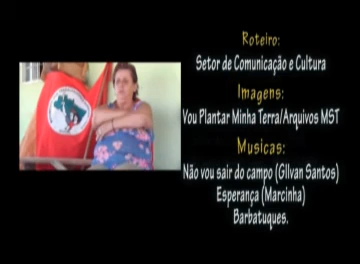 Roteiro:
Setor de Comunicação e Cultura
Imagens:
Vou Plantar Minha Terra/Arquivos MST
Musicas:
Não vou sair do campo (Gilvan Santos)
Esperança (Marcinha)
Barbatuques.